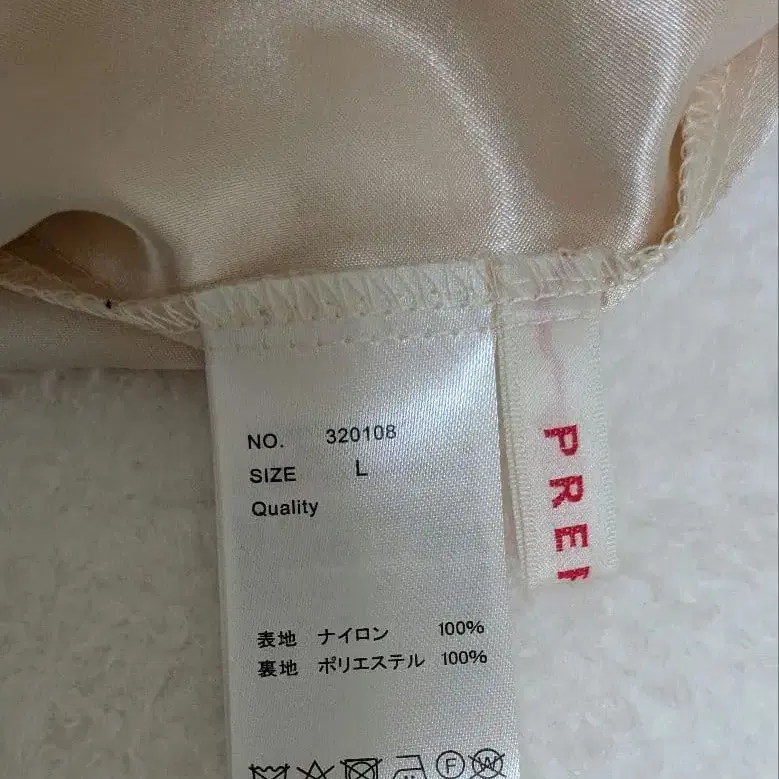 NO. 320108
SIZE L
Quality
表地 ナイロン 100%
裏地 ポリエステル 100%
F W
PRE